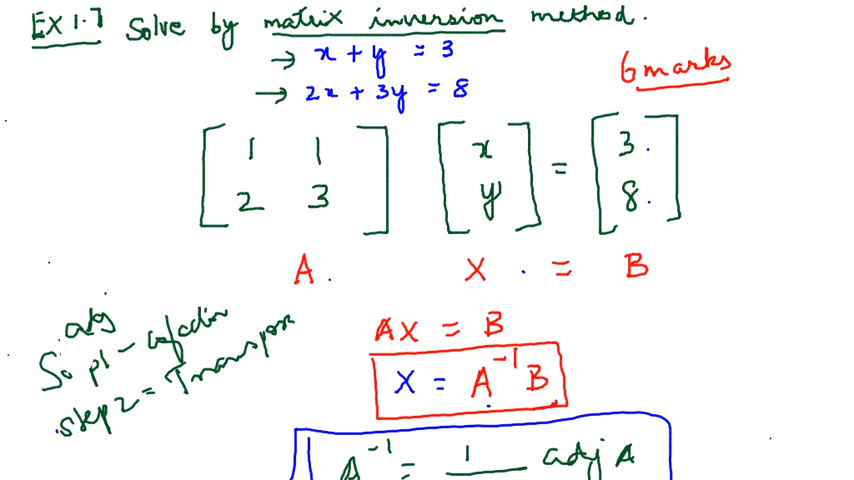 EX 1.7 Solve by matrix inversion method.
→ x + y = 3
6 marks
→ 2x + 3y = 8
1 1 x = 3
2 3 y 8
A X = B
AX = B
X = A⁻¹ B
adj
Step 1 – cofactor
step 2 = Transpose
A⁻¹ = 1 adj A